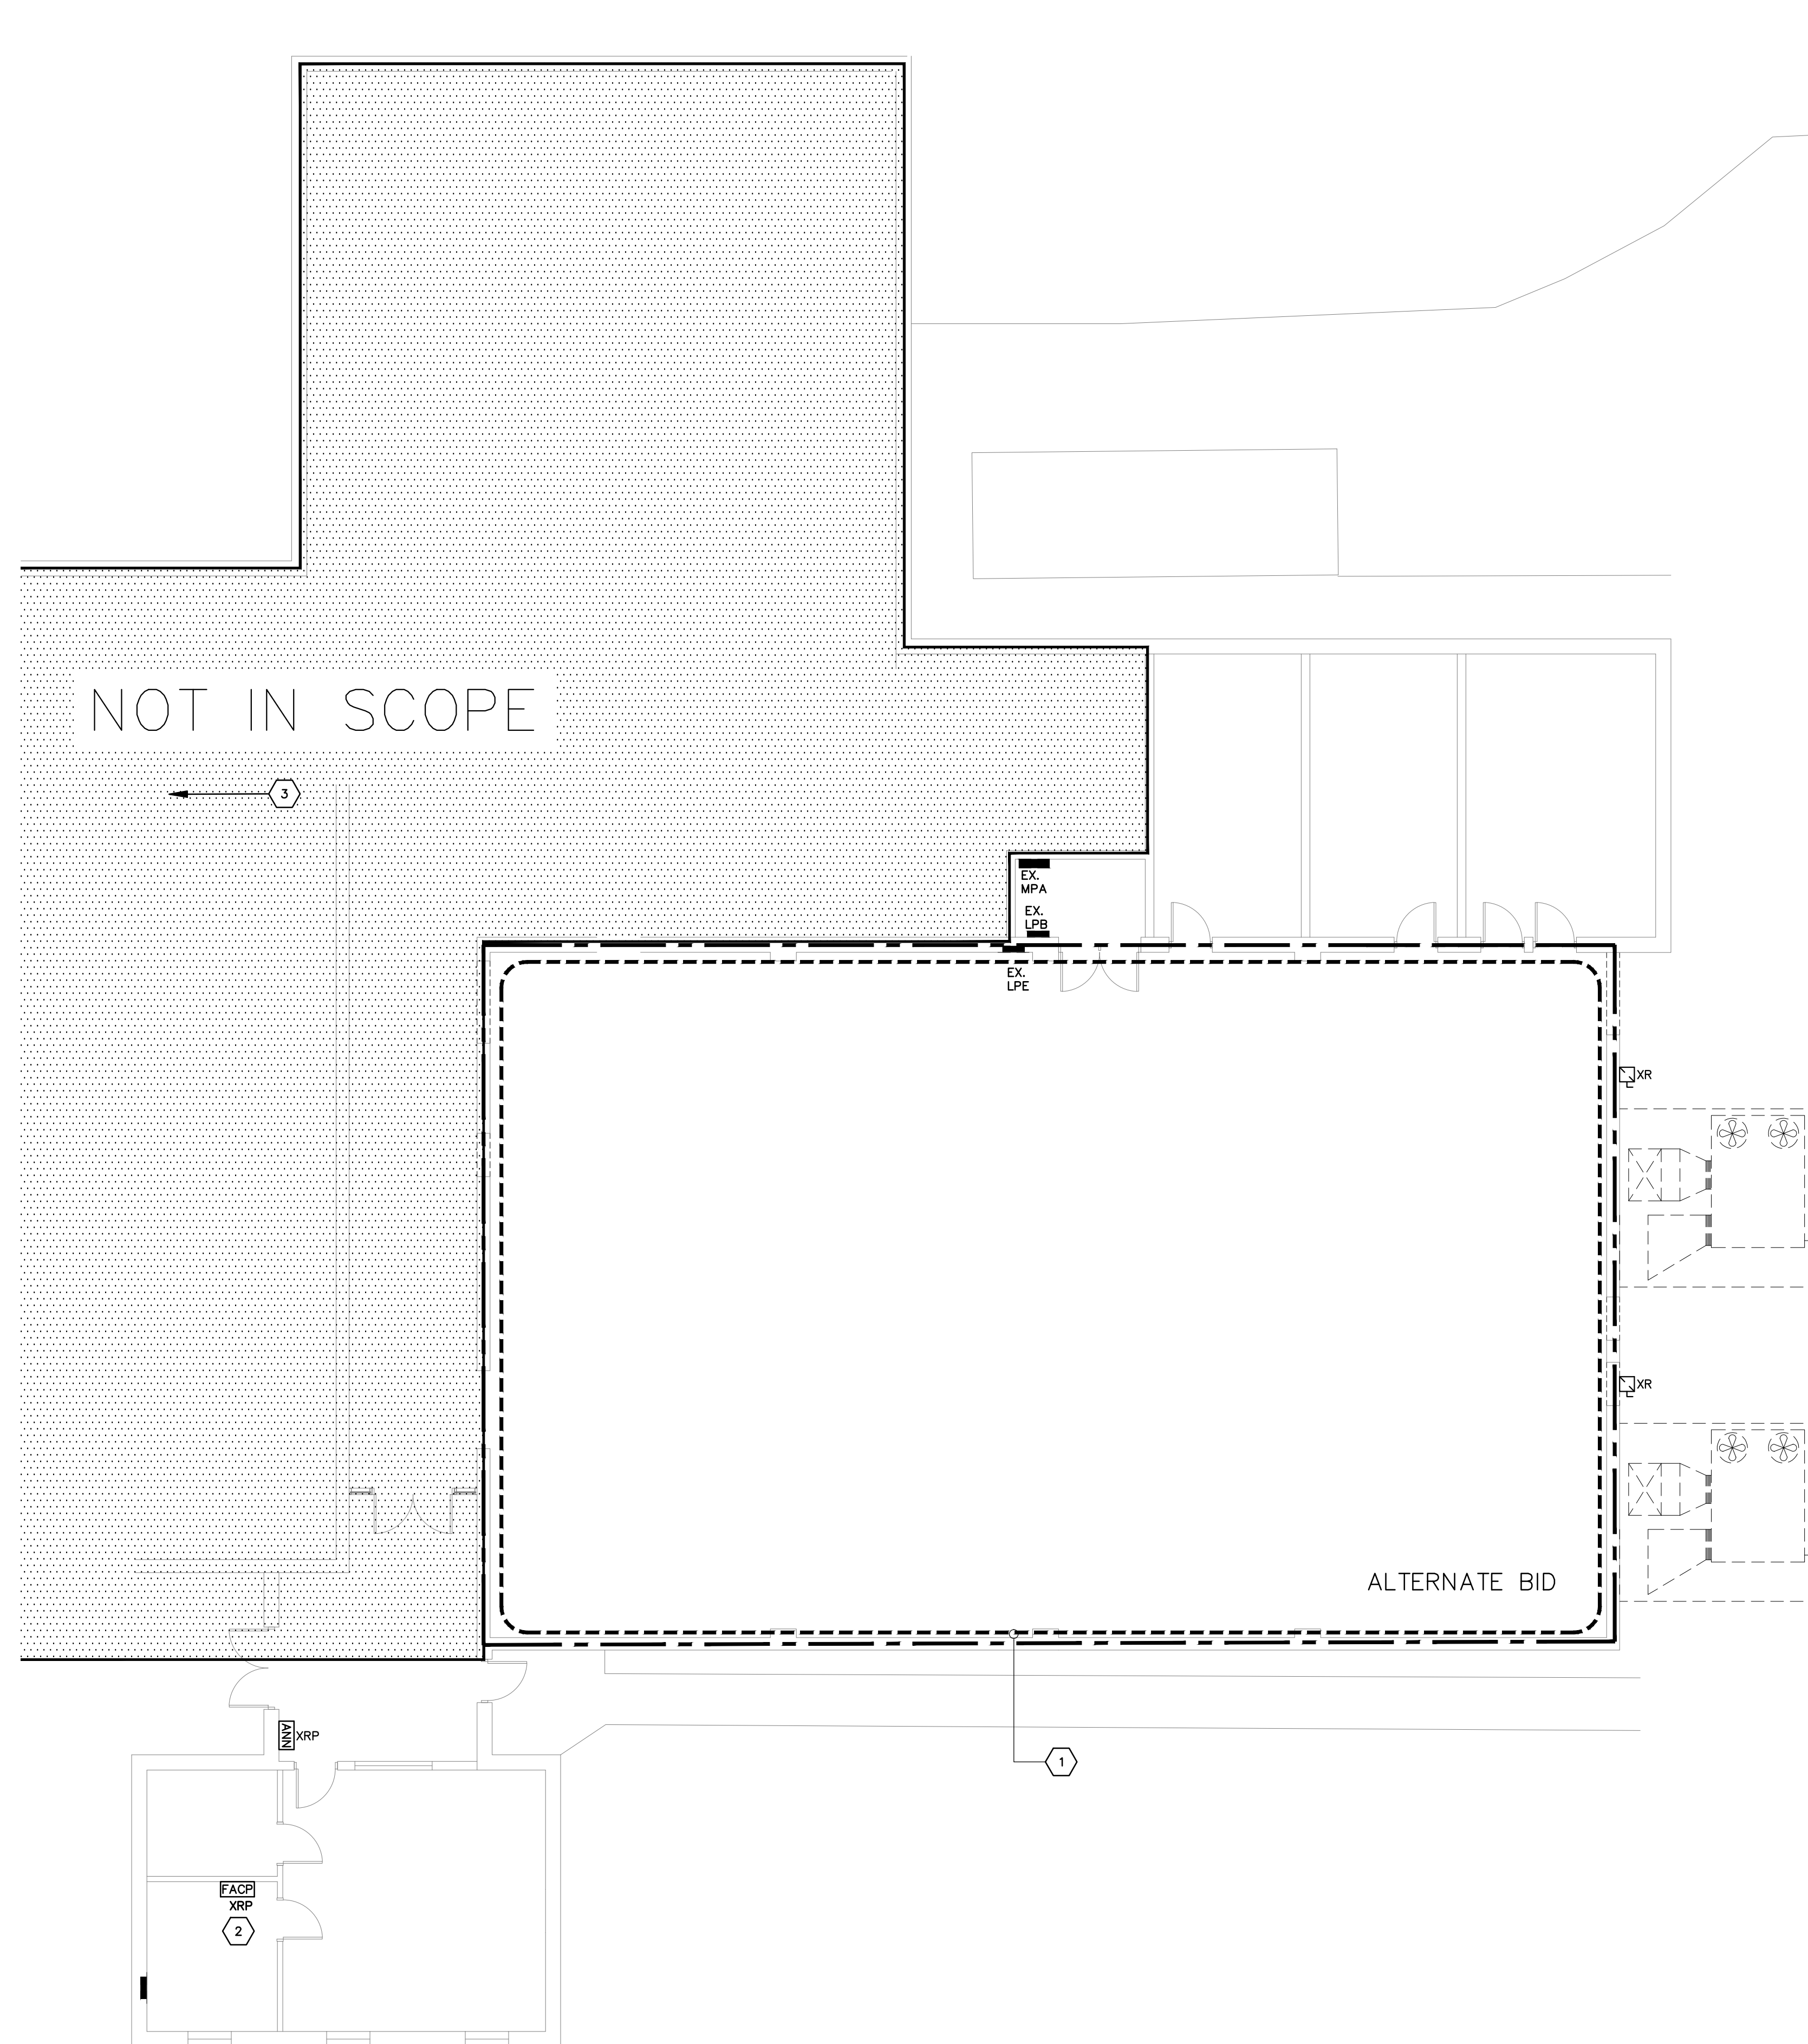 NOT IN SCOPE
3
EX.
MPA
EX.
LPB
EX.
LPE
XR
XR
ALTERNATE BID
ANN
XRP
1
FACP
XRP
2